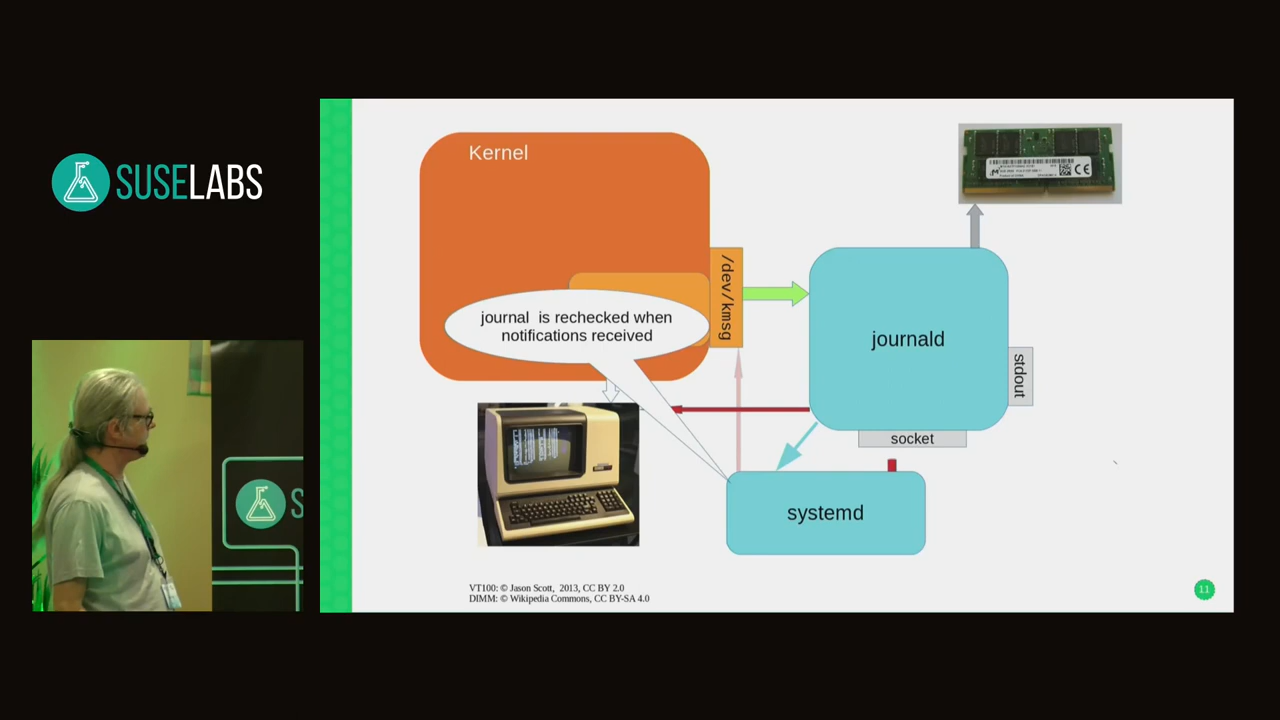 SUSELABS
Kernel
/dev/kmsg
journal is rechecked when
notifications received
journald
stdout
socket
systemd
VT100: © Jason Scott, 2013, CC BY 2.0
DIMM: © Wikipedia Commons, CC BY-SA 4.0
11
S
CE